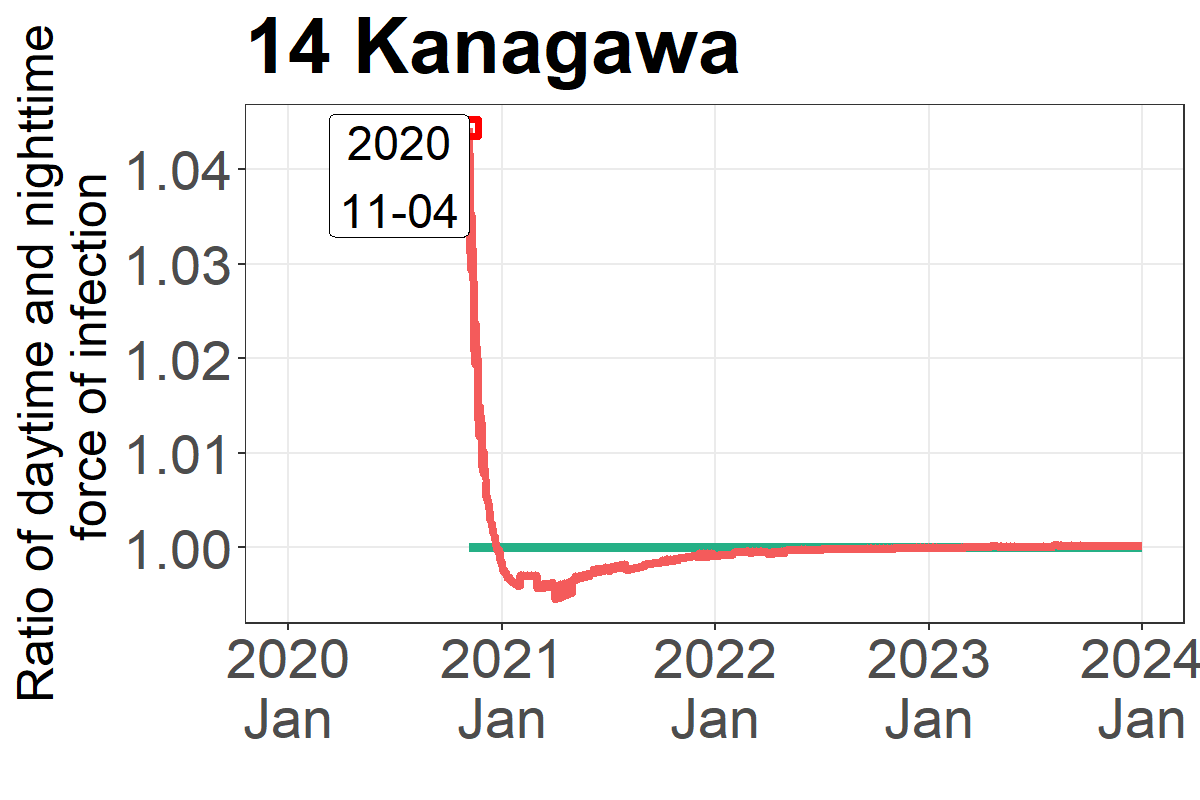 14 Kanagawa
Ratio of daytime and nighttime
force of infection
1.04
1.03
1.02
1.01
1.00
2020
11-04
2020 2021 2022 2023 2024
Jan Jan Jan Jan Jan